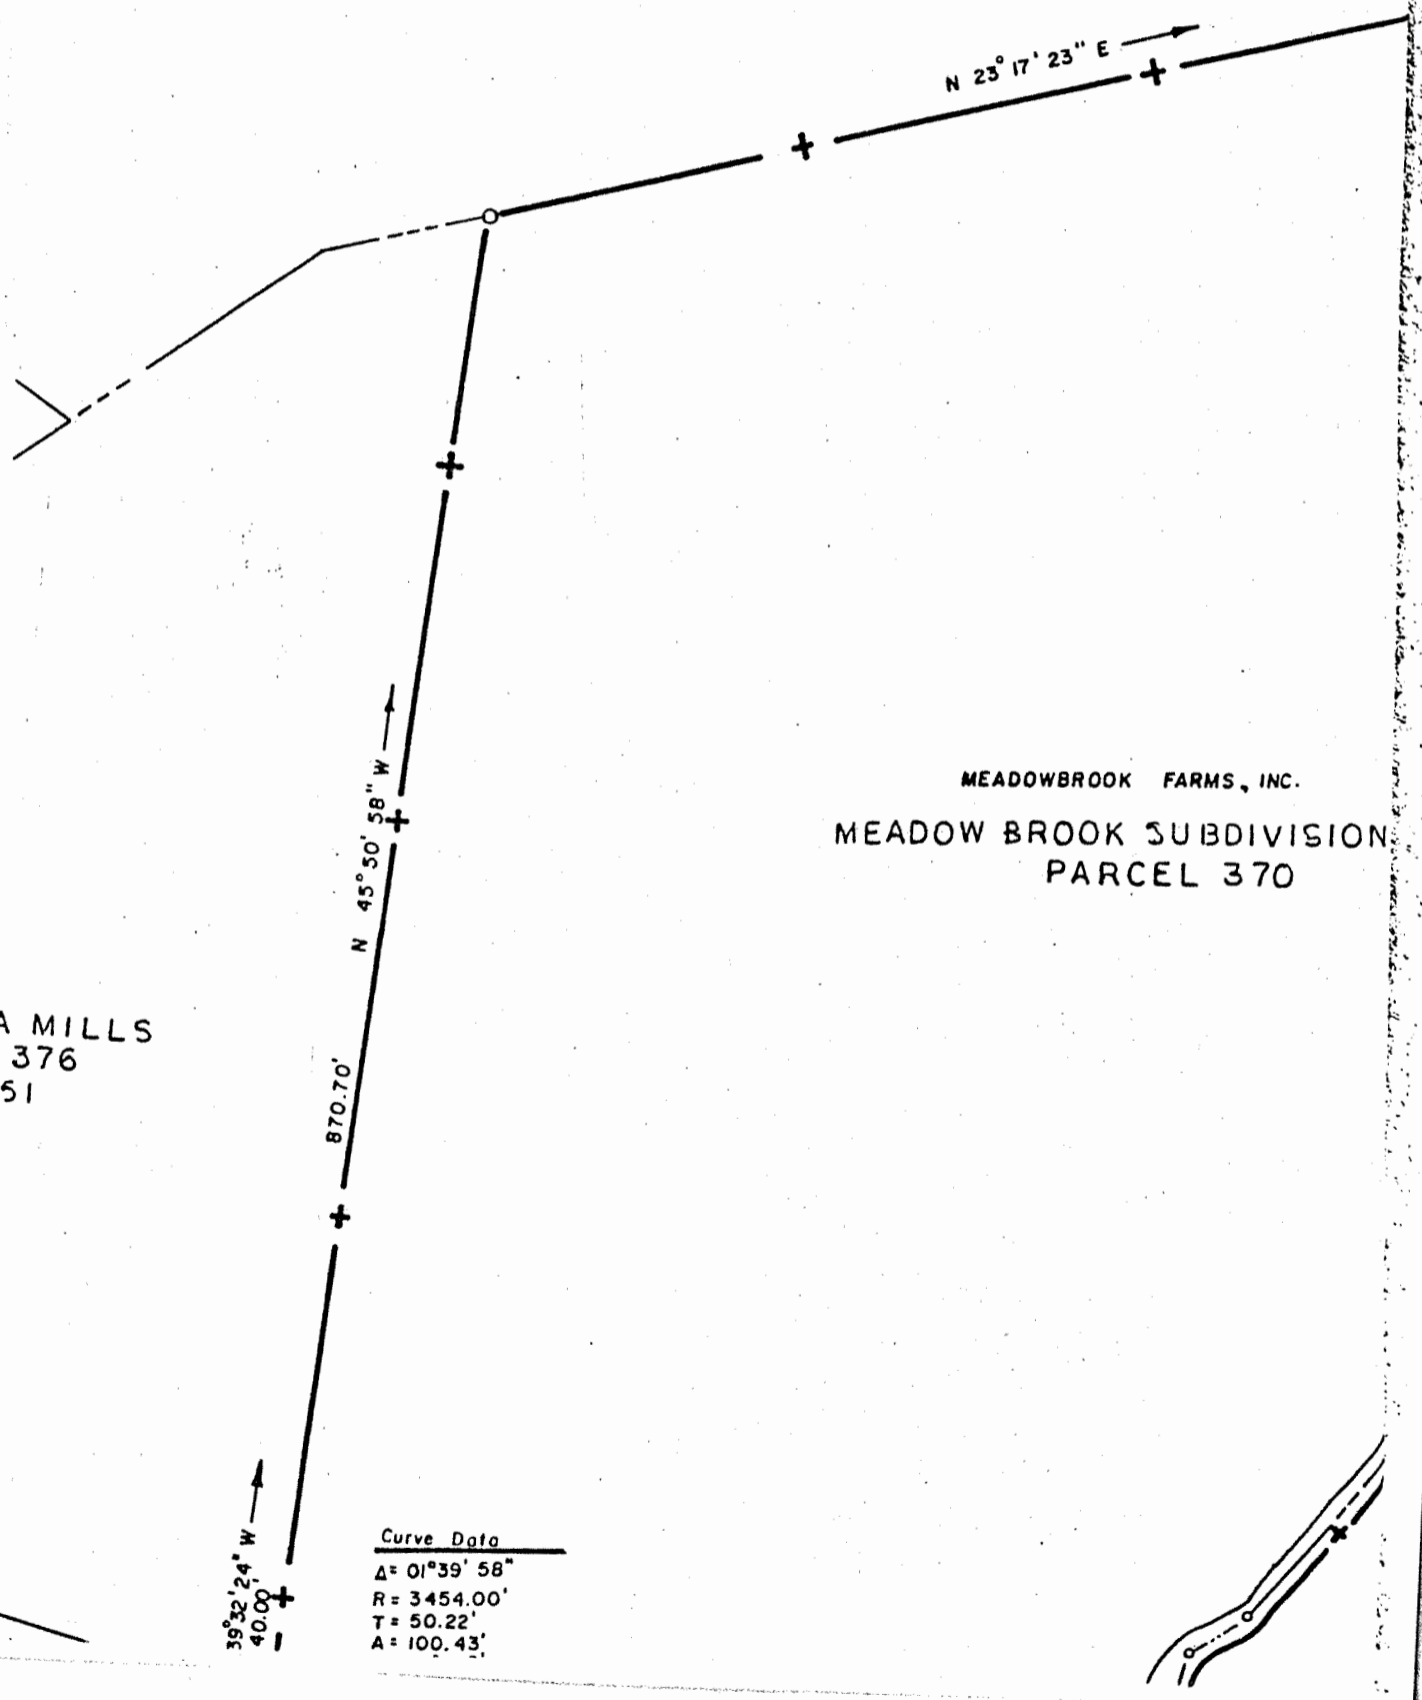 N 23° 17' 23" E
N 45° 50' 58" W
870.70'
MEADOWBROOK FARMS, INC.
MEADOW BROOK SUBDIVISION
PARCEL 370
A MILLS
376
51
39° 32' 24" W
40.00'
Curve Data
Δ= 01°39' 58"
R = 3454.00'
T = 50.22'
A = 100.43'